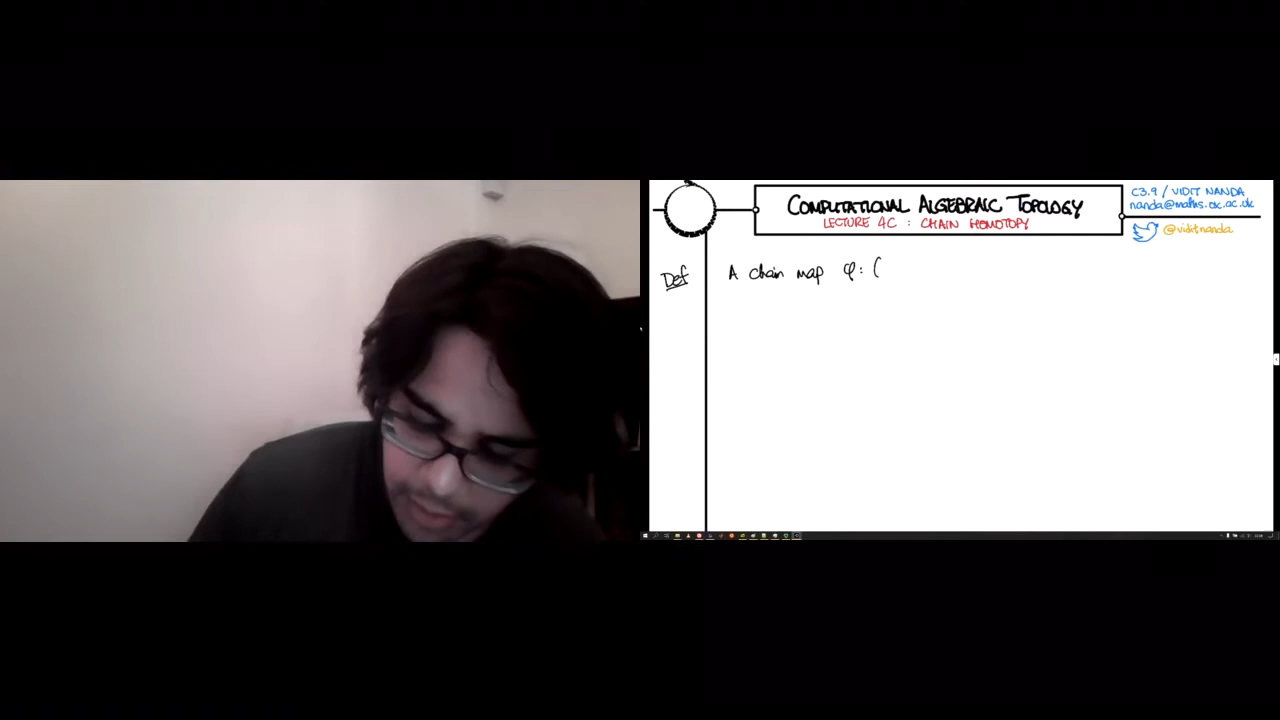 COMPUTATIONAL ALGEBRAIC TOPOLOGY
LECTURE 4C : CHAIN HOMOTOPY
C3.9 / VIDIT NANDA
nanda@maths.ox.ac.uk
@viditnanda
Def
A chain map φ: (